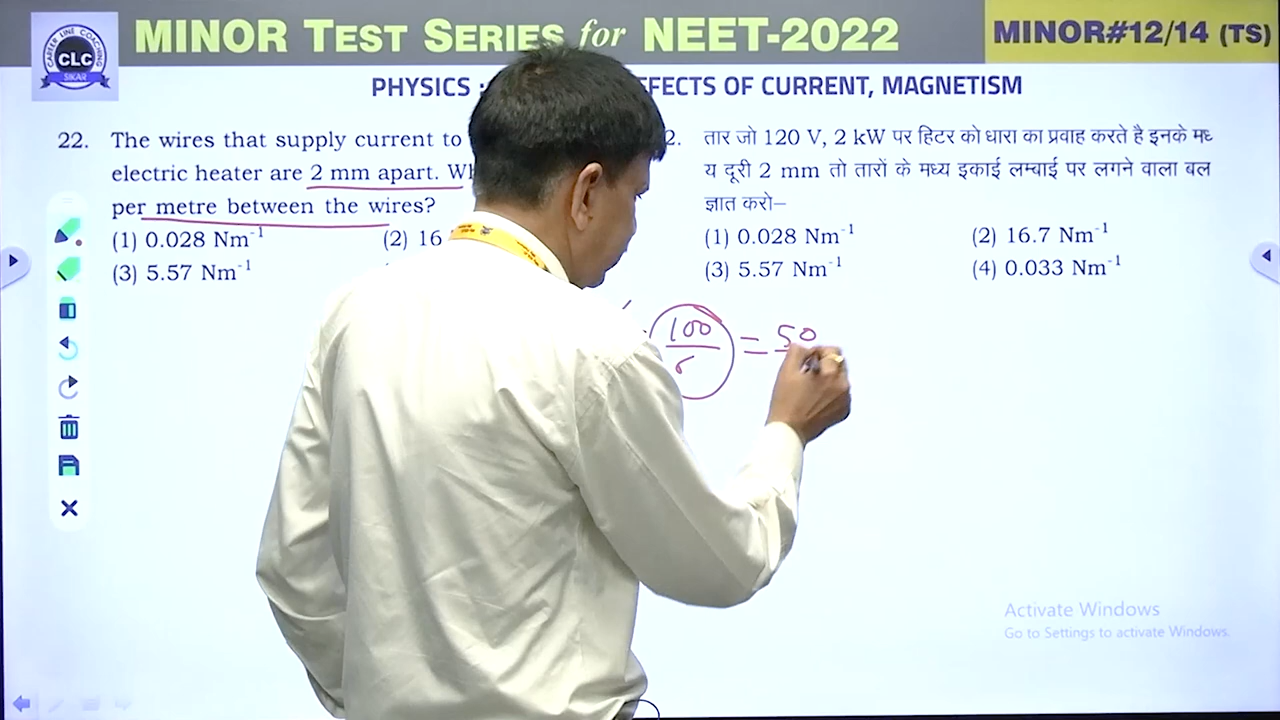 CAREER LINE COACHING
CLC
SIKAR
MINOR TEST SERIES for NEET-2022
MINOR#12/14 (TS)
PHYSICS : FFECTS OF CURRENT, MAGNETISM
22. The wires that supply current to
electric heater are 2 mm apart. Wh
per metre between the wires?
(1) 0.028 Nm⁻¹ (2) 16
(3) 5.57 Nm⁻¹
2. तार जो 120 V, 2 kW पर हिटर को धारा का प्रवाह करते है इनके मध
्य दूरी 2 mm तो तारों के मध्य इकाई लम्बाई पर लगने वाला बल
ज्ञात करो–
(1) 0.028 Nm⁻¹ (2) 16.7 Nm⁻¹
(3) 5.57 Nm⁻¹ (4) 0.033 Nm⁻¹
100
6
= 50
Activate Windows
Go to Settings to activate Windows.